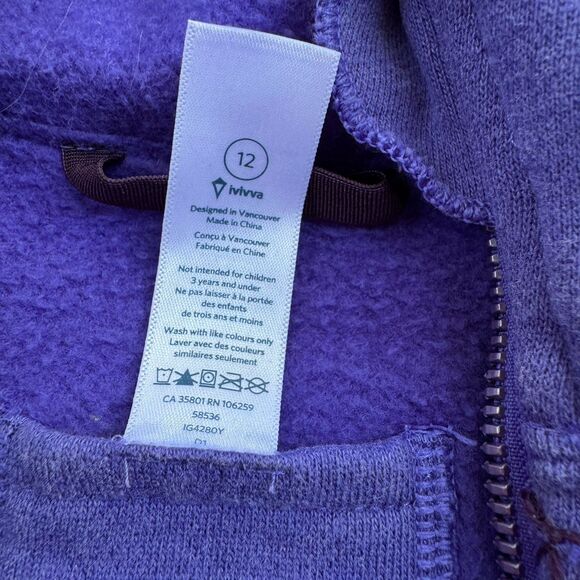 12
ivivva
Designed in Vancouver
Made in China
Conçu à Vancouver
Fabriqué en Chine
Not intended for children
3 years and under
Ne pas laisser à la portée
des enfants
de trois ans et moins
Wash with like colours only
Laver avec des couleurs
similaires seulement
CA 35801 RN 106259
58536
IG4280Y
D1